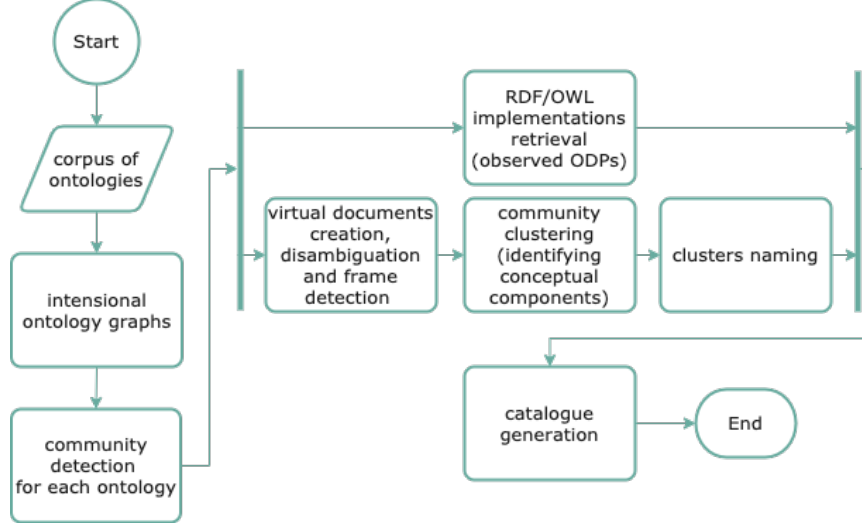 Start
corpus of
ontologies
intensional
ontology graphs
community
detection
for each ontology
RDF/OWL
implementations
retrieval
(observed ODPs)
virtual documents
creation,
disambiguation
and frame
detection
community
clustering
(identifying
conceptual
components)
clusters naming
catalogue
generation
End